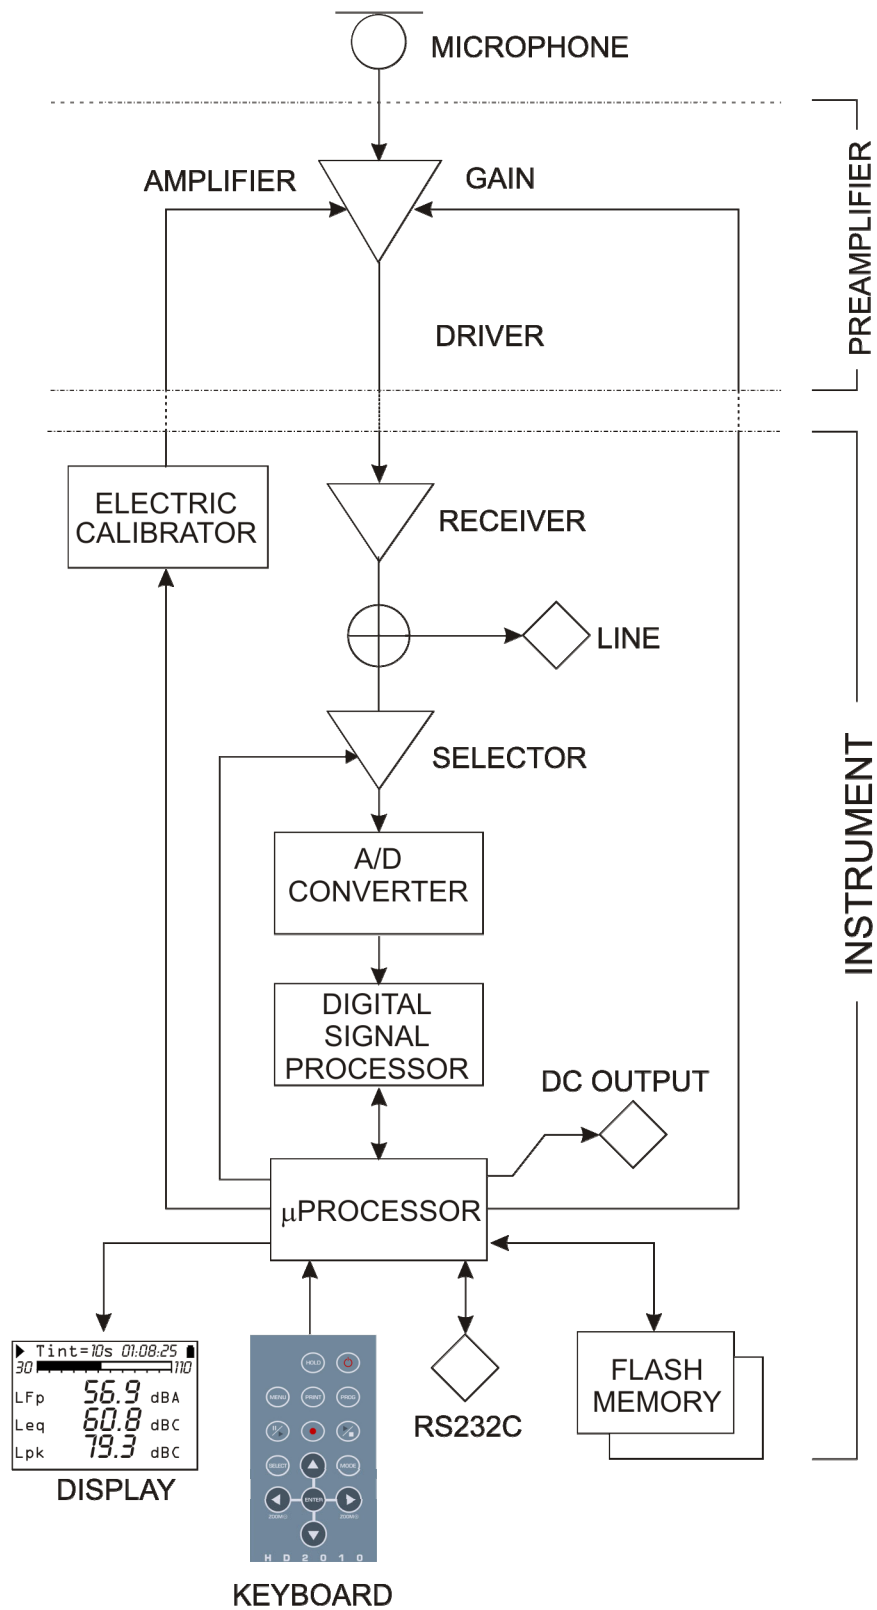 MICROPHONE
AMPLIFIER
GAIN
PREAMPLIFIER
DRIVER
ELECTRIC
CALIBRATOR
RECEIVER
LINE
SELECTOR
INSTRUMENT
A/D
CONVERTER
DIGITAL
SIGNAL
PROCESSOR
DC OUTPUT
µPROCESSOR
Tint=10s 01:08:25
30 110
LFp 56.9 dBA
Leq 60.8 dBC
Lpk 79.3 dBC
DISPLAY
HOLD
MENU PRINT PROG
SELECT MODE
ENTER
ZOOM ZOOM
HD2010
KEYBOARD
RS232C
FLASH
MEMORY